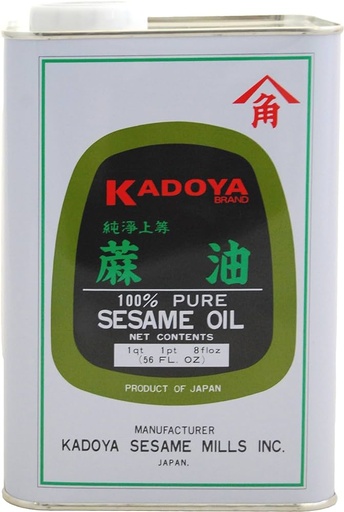 角
KADOYA
BRAND
純淨上等
蔴油
100% PURE
SESAME OIL
NET CONTENTS
1qt 1pt 8floz
(56 FL. OZ)
PRODUCT OF JAPAN
MANUFACTURER
KADOYA SESAME MILLS INC.
JAPAN.